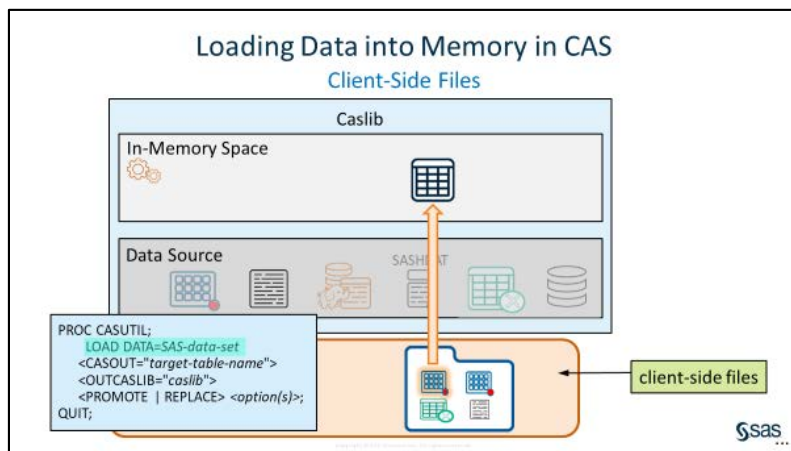 Loading Data into Memory in CAS
Client-Side Files
Caslib
In-Memory Space
Data Source
SASHDAT
PROC CASUTIL;
LOAD DATA=SAS-data-set
<CASOUT="target-table-name">
<OUTCASLIB="caslib">
<PROMOTE | REPLACE> <option(s)>;
QUIT;
client-side files
sas